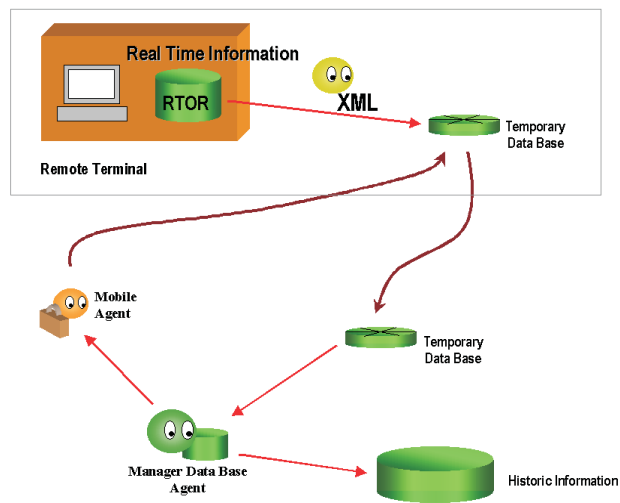 Real Time Information
RTOR
XML
Temporary
Data Base
Remote Terminal
Mobile
Agent
Temporary
Data Base
Manager Data Base
Agent
Historic Information